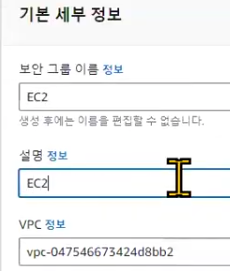 기본 세부 정보
보안 그룹 이름 정보
EC2
생성 후에는 이름을 편집할 수 없습니다.
설명 정보
EC2
VPC 정보
vpc-047546673424d8bb2